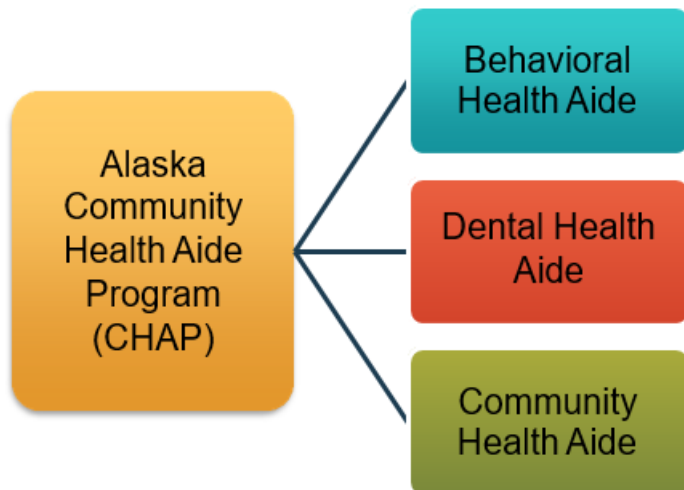 Alaska
Community
Health Aide
Program
(CHAP)
Behavioral
Health Aide
Dental Health
Aide
Community
Health Aide